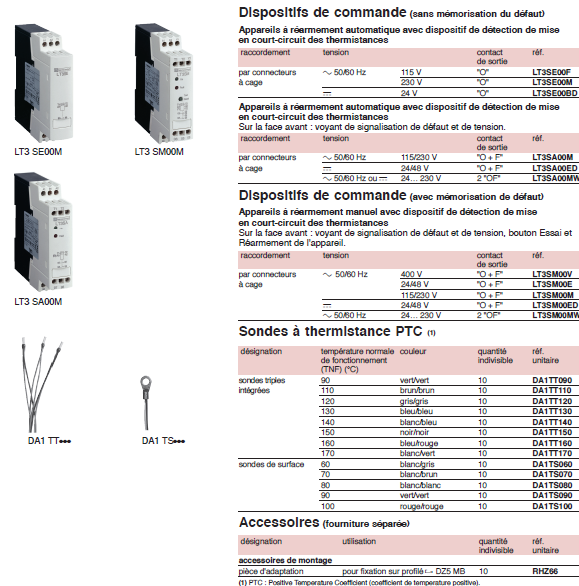 LT3 SE00M
LT3 SM00M
LT3 SA00M
DA1 TT•••
DA1 TS•••
Dispositifs de commande (sans mémorisation du défaut)
Appareils à réarmement automatique avec dispositif de détection de mise
en court-circuit des thermistances
raccordement tension contact de sortie réf.
par connecteurs à cage ~ 50/60 Hz 115 V "O" LT3SE00F
230 V "O" LT3SE00M
⎓ 24 V "O" LT3SE00BD
Appareils à réarmement automatique avec dispositif de détection de mise
en court-circuit des thermistances
Sur la face avant : voyant de signalisation de défaut et de tension.
raccordement tension contact de sortie réf.
par connecteurs à cage ~ 50/60 Hz 115/230 V "O + F" LT3SA00M
⎓ 24/48 V "O + F" LT3SA00ED
~ 50/60 Hz ou ⎓ 24… 230 V 2 "OF" LT3SA00MW
Dispositifs de commande (avec mémorisation de défaut)
Appareils à réarmement manuel avec dispositif de détection de mise
en court-circuit des thermistances
Sur la face avant : voyant de signalisation de défaut et de tension, bouton Essai et
Réarmement de l'appareil.
raccordement tension contact de sortie réf.
par connecteurs à cage ~ 50/60 Hz 400 V "O + F" LT3SM00V
24/48 V "O + F" LT3SM00E
115/230 V "O + F" LT3SM00M
⎓ 24/48 V "O + F" LT3SM00ED
~ 50/60 Hz 24… 230 V 2 "OF" LT3SM00MW
Sondes à thermistance PTC (1)
désignation température normale de fonctionnement (TNF) (°C) couleur quantité indivisible réf. unitaire
sondes triples intégrées 90 vert/vert 10 DA1TT090
110 brun/brun 10 DA1TT110
120 gris/gris 10 DA1TT120
130 bleu/bleu 10 DA1TT130
140 blanc/bleu 10 DA1TT140
150 noir/noir 10 DA1TT150
160 bleu/rouge 10 DA1TT160
170 blanc/vert 10 DA1TT170
sondes de surface 60 blanc/gris 10 DA1TS060
70 blanc/brun 10 DA1TS070
80 blanc/blanc 10 DA1TS080
90 vert/vert 10 DA1TS090
100 rouge/rouge 10 DA1TS100
Accessoires (fourniture séparée)
désignation utilisation quantité indivisible réf. unitaire
accessoires de montage
pièce d'adaptation pour fixation sur profilé DZ5 MB 10 RHZ66
(1) PTC : Positive Temperature Coefficient (coefficient de température positive).